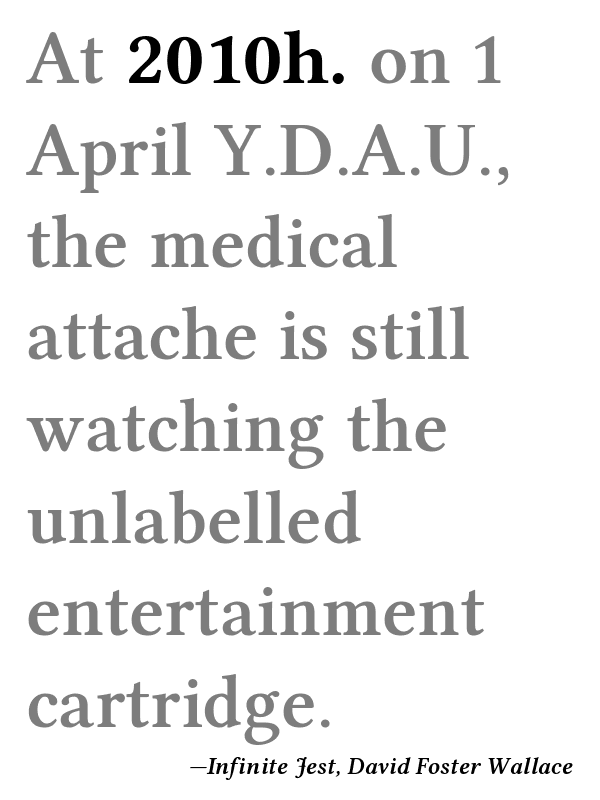 At 2010h. on 1
April Y.D.A.U.,
the medical
attache is still
watching the
unlabelled
entertainment
cartridge.
—Infinite Jest, David Foster Wallace